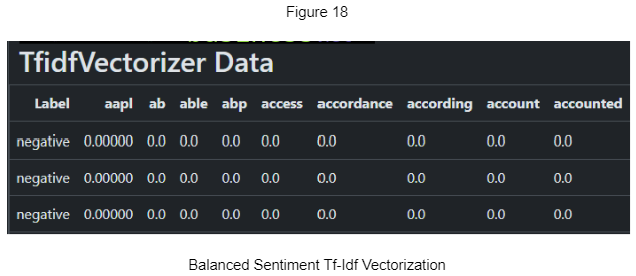 Figure 18
TfidfVectorizer Data
Label aapl ab able abp access accordance according account accounted
negative 0.00000 0.0 0.0 0.0 0.0 0.0 0.0 0.0 0.0
negative 0.00000 0.0 0.0 0.0 0.0 0.0 0.0 0.0 0.0
negative 0.00000 0.0 0.0 0.0 0.0 0.0 0.0 0.0 0.0
Balanced Sentiment Tf-Idf Vectorization